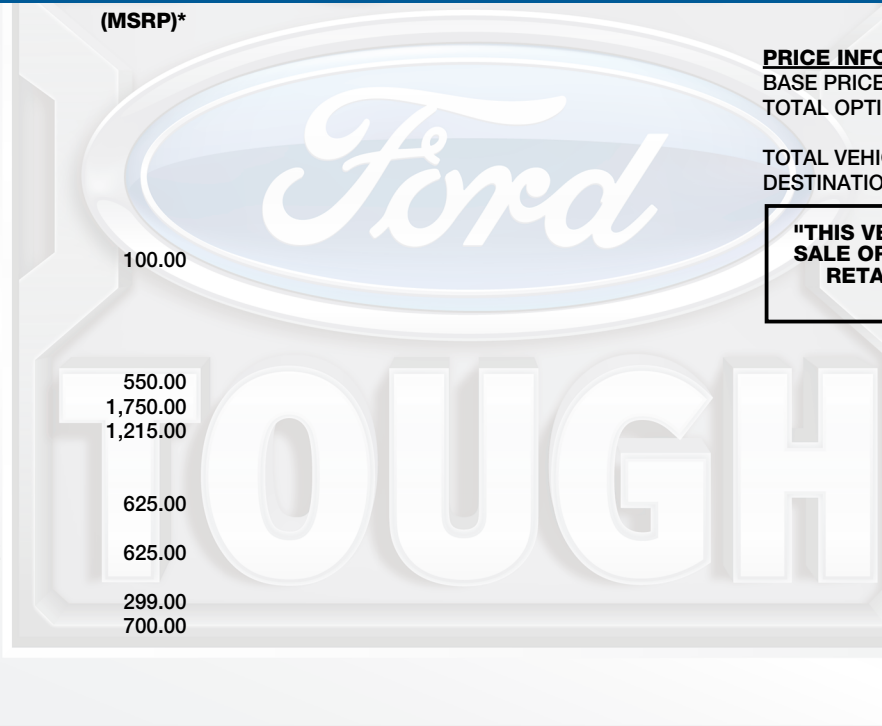 (MSRP)*
100.00
550.00
1,750.00
1,215.00
625.00
625.00
299.00
700.00
PRICE INFO
BASE PRICE
TOTAL OPTI
TOTAL VEHI
DESTINATIO
"THIS VE
SALE OR
RETA
Ford
TOUGH